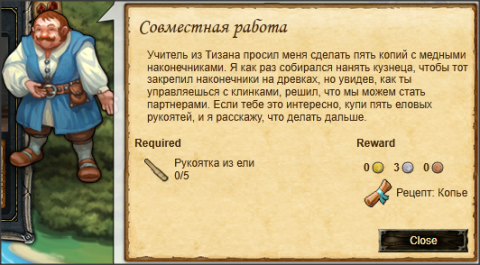 Совместная работа
Учитель из Тизана просил меня сделать пять копий с медными
наконечниками. Я как раз собирался нанять кузнеца, чтобы тот
закрепил наконечники на древках, но увидев, как ты
управляешься с клинками, решил, что мы можем стать
партнерами. Если тебе это интересно, купи пять еловых
рукоятей, и я расскажу, что делать дальше.
Required
Reward
Рукоятка из ели
0/5
0 3 0
Рецепт: Копье
Close